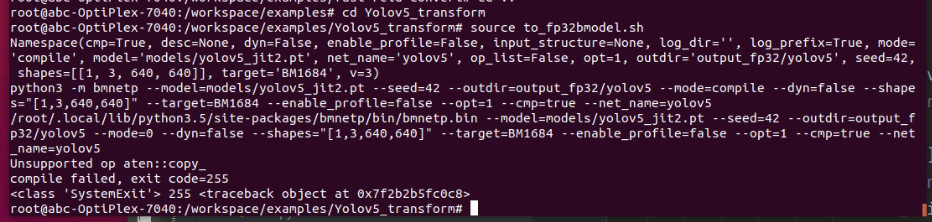 root@abc-OptiPlex-7040:/workspace/examples/Yolov5_transform# cd Yolov5_transform
root@abc-OptiPlex-7040:/workspace/examples/Yolov5_transform# source to_fp32bmodel.sh
Namespace(cmp=True, desc=None, dyn=False, enable_profile=False, input_structure=None, log_dir='', log_prefix=True, mode=
'compile', model='models/yolov5_jit2.pt', net_name='yolov5', op_list=False, opt=1, outdir='output_fp32/yolov5', seed=42,
 shapes=[[1, 3, 640, 640]], target='BM1684', v=3)
python3 -m bmnetp --model=models/yolov5_jit2.pt --seed=42 --outdir=output_fp32/yolov5 --mode=compile --dyn=false --shape
s="[1,3,640,640]" --target=BM1684 --enable_profile=false --opt=1 --cmp=true --net_name=yolov5
/root/.local/lib/python3.5/site-packages/bmnetp/bin/bmnetp.bin --model=models/yolov5_jit2.pt --seed=42 --outdir=output_f
p32/yolov5 --mode=0 --dyn=false --shapes="[1,3,640,640]" --target=BM1684 --enable_profile=false --opt=1 --cmp=true --net
_name=yolov5
Unsupported op aten::copy_
compile failed, exit code=255
<class 'SystemExit'> 255 <traceback object at 0x7f2b2b5fc0c8>
root@abc-OptiPlex-7040:/workspace/examples/Yolov5_transform#